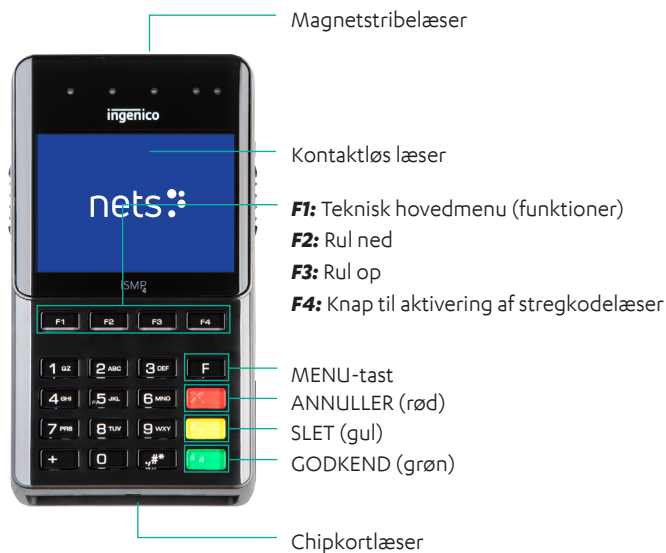 Magnetstribelæser
ingenico
Kontaktløs læser
nets
F1: Teknisk hovedmenu (funktioner)
F2: Rul ned
F3: Rul op
F4: Knap til aktivering af stregkodelæser
iSMP4
F1 F2 F3 F4
1 QZ 2 ABC 3 DEF F
MENU-tast
4 GHI 5 JKL 6 MNO
ANNULLER (rød)
7 PRS 8 TUV 9 WXY
SLET (gul)
+ 0 .,#*
GODKEND (grøn)
Chipkortlæser